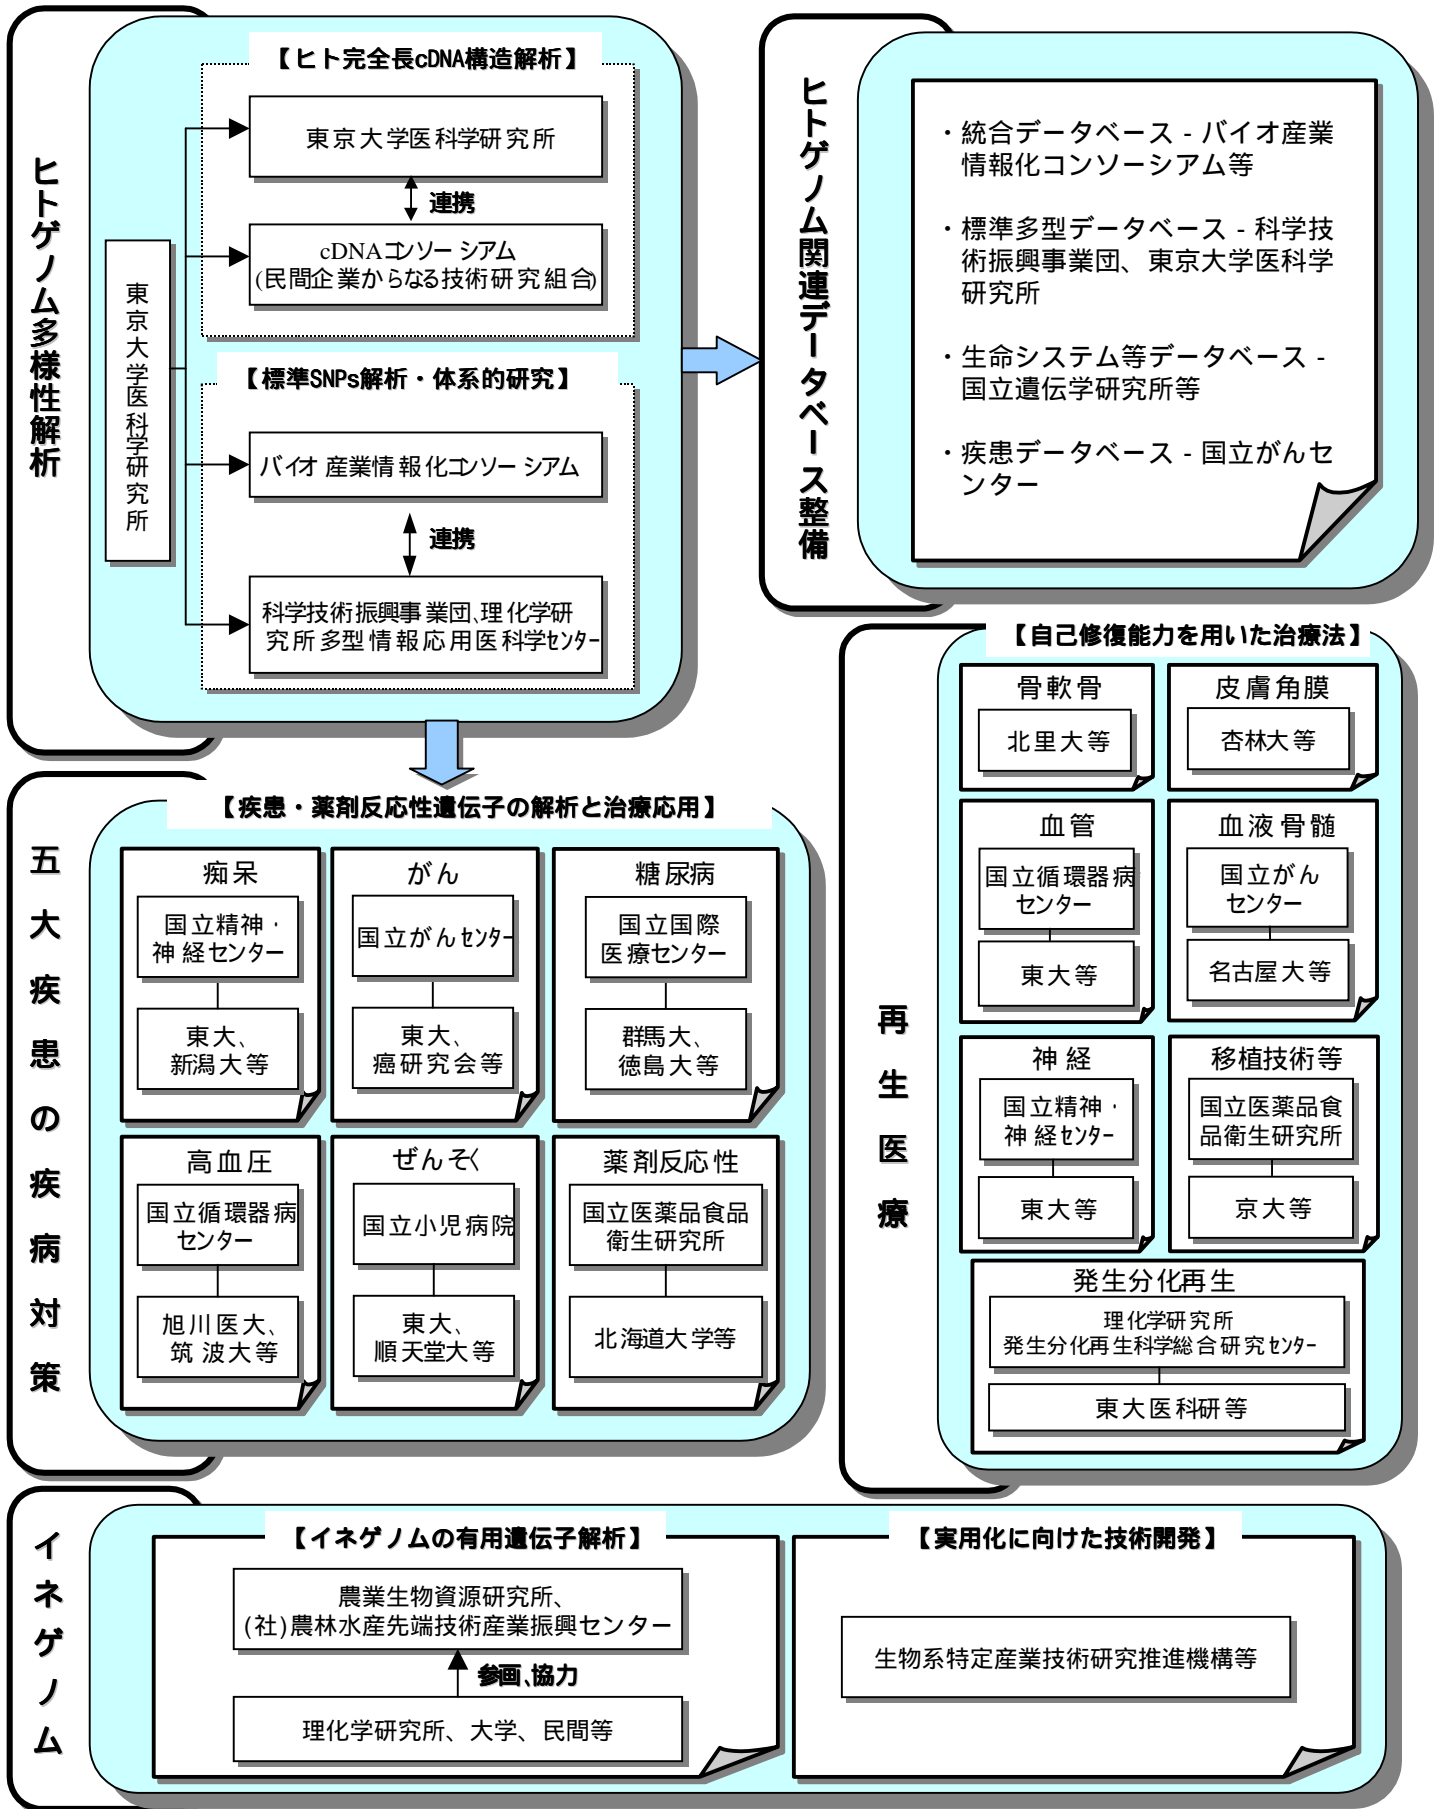 ヒトゲノム多様性解析
【ヒト完全長cDNA構造解析】
東京大学医科学研究所
東京大学医科学研究所
連携
cDNAコンソーシアム
(民間企業からなる技術研究組合)
【標準SNPs解析・体系的研究】
バイオ産業情報化コンソーシアム
連携
科学技術振興事業団、理化学研
究所多型情報応用医科学センター
ヒトゲノム関連データベース整備
・統合データベース - バイオ産業
情報化コンソーシアム等
・標準多型データベース - 科学技
術振興事業団、東京大学医科学
研究所
・生命システム等データベース -
国立遺伝学研究所等
・疾患データベース - 国立がんセ
ンター
五大疾患の疾病対策
【疾患・薬剤反応性遺伝子の解析と治療応用】
痴呆
国立精神・
神経センター
東大、
新潟大等
がん
国立がんセンター
東大、
癌研究会等
糖尿病
国立国際
医療センター
群馬大、
徳島大等
高血圧
国立循環器病
センター
旭川医大、
筑波大等
ぜんそく
国立小児病院
東大、
順天堂大等
薬剤反応性
国立医薬品食品
衛生研究所
北海道大学等
再生医療
【自己修復能力を用いた治療法】
骨軟骨
北里大等
皮膚角膜
杏林大等
血管
国立循環器病
センター
東大等
血液骨髄
国立がん
センター
名古屋大等
神経
国立精神・
神経センター
東大等
移植技術等
国立医薬品食
品衛生研究所
京大等
発生分化再生
理化学研究所
発生分化再生科学総合研究センター
東大医科研等
イネゲノム
【イネゲノムの有用遺伝子解析】
農業生物資源研究所、
(社)農林水産先端技術産業振興センター
参画、協力
理化学研究所、大学、民間等
【実用化に向けた技術開発】
生物系特定産業技術研究推進機構等